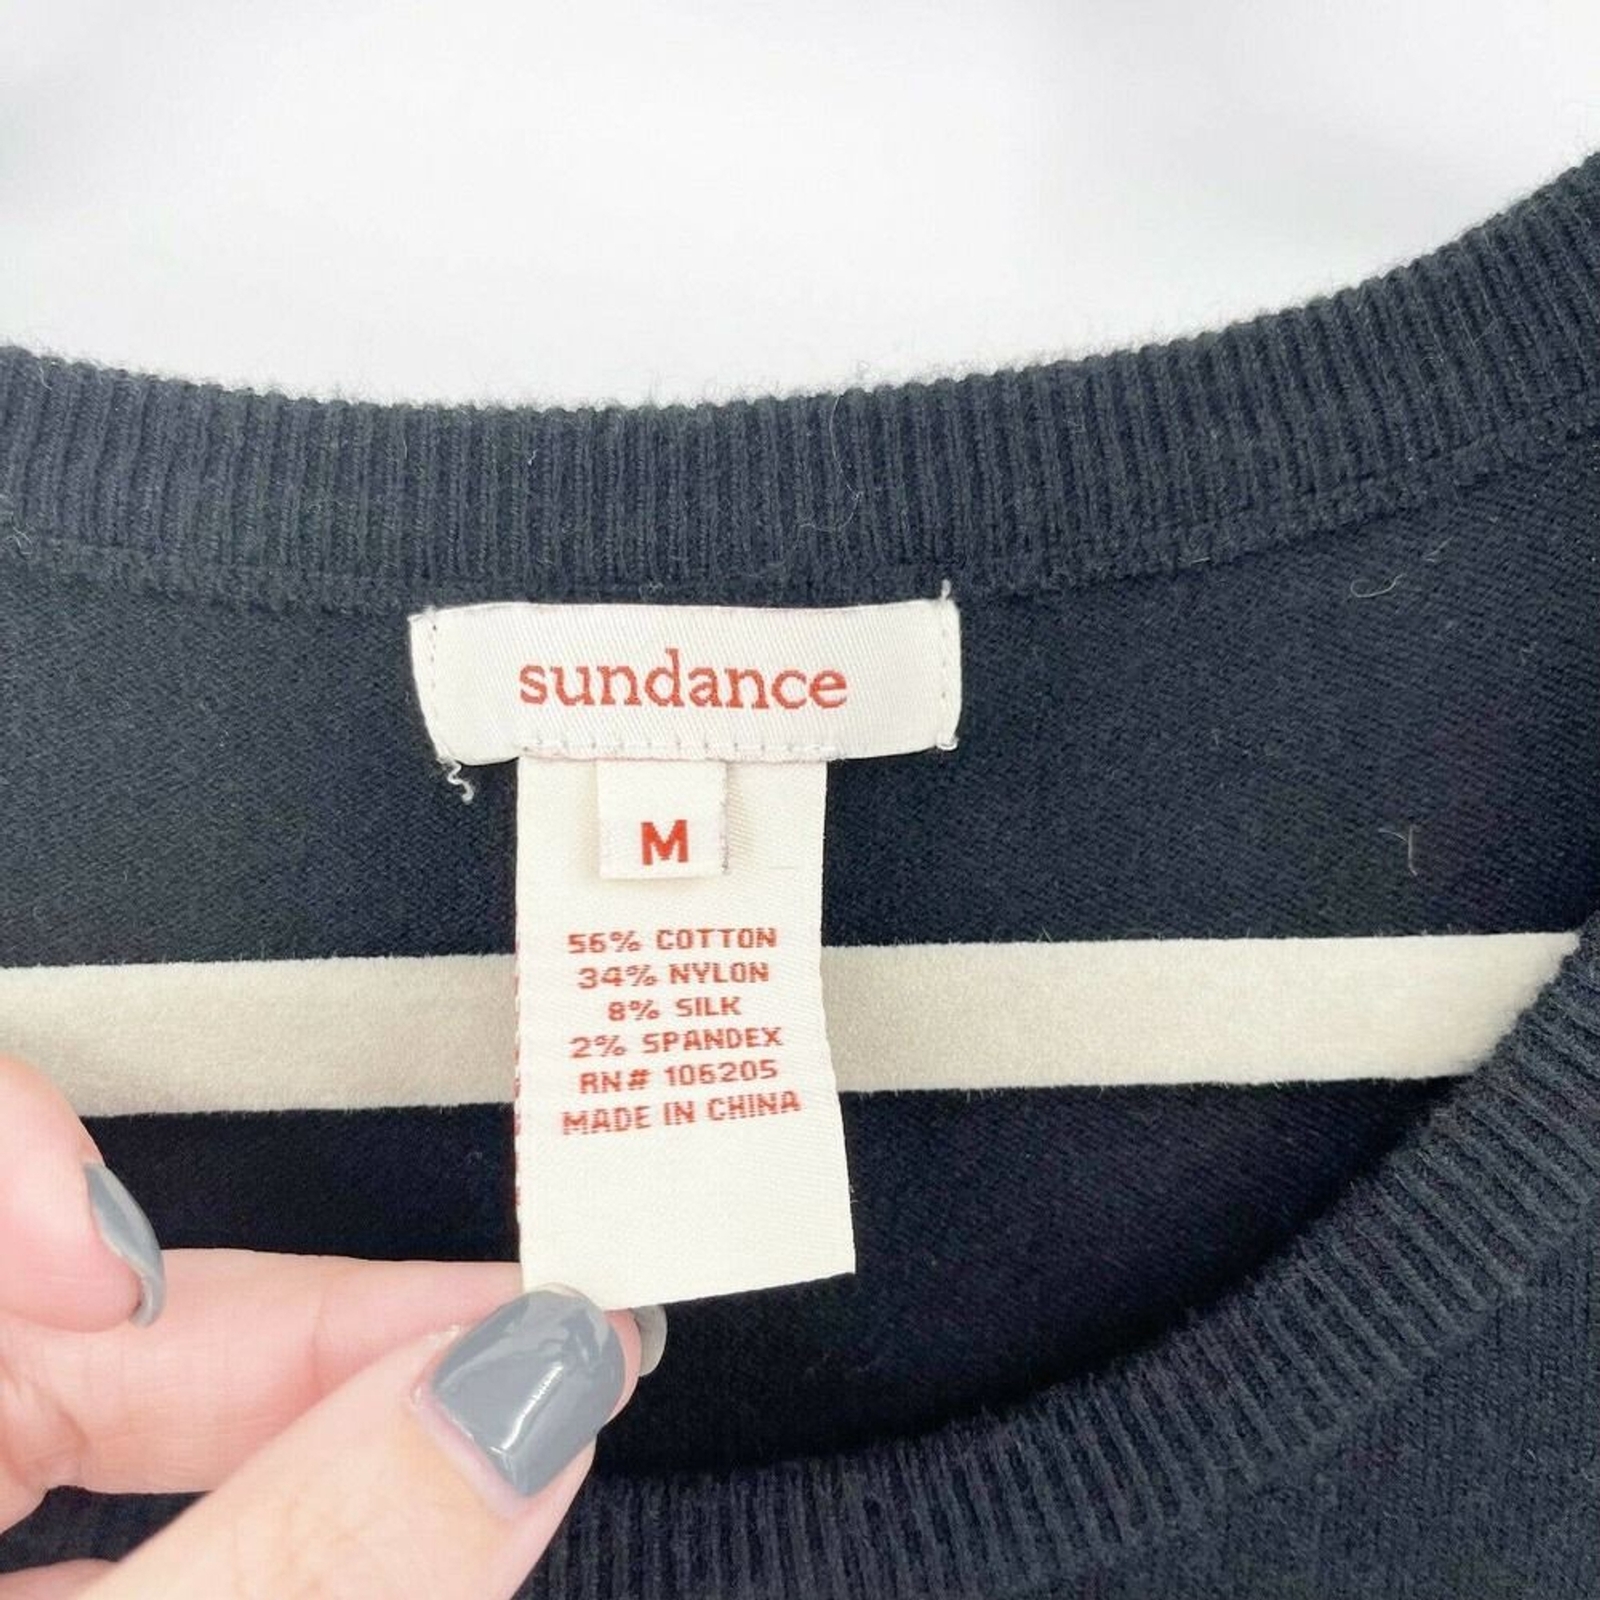 sundance
M
56% COTTON
34% NYLON
8% SILK
2% SPANDEX
RN# 106205
MADE IN CHINA